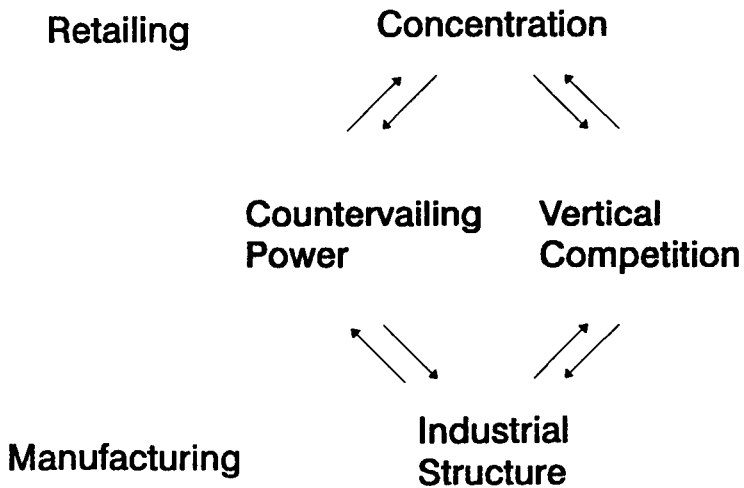 Retailing
Concentration
Countervailing
Power
Vertical
Competition
Manufacturing
Industrial
Structure